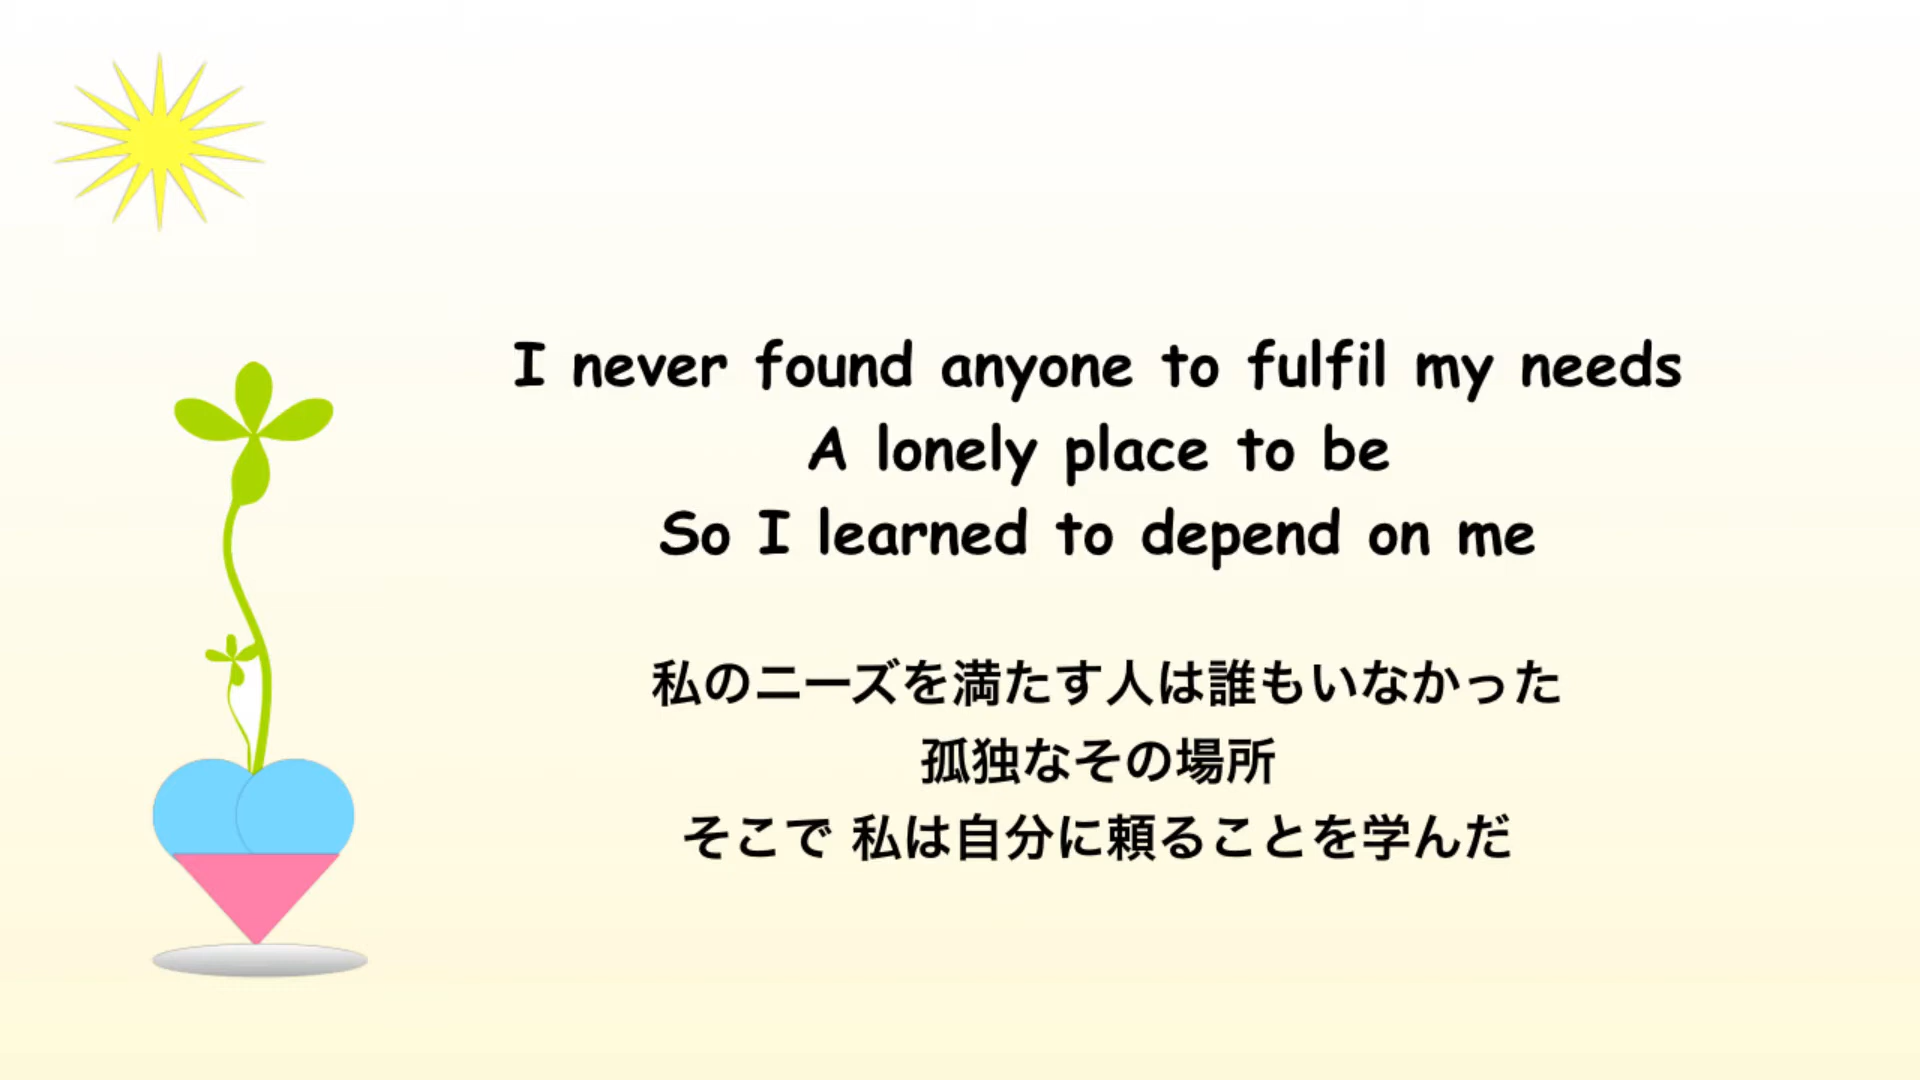 I never found anyone to fulfil my needs
A lonely place to be
So I learned to depend on me
私のニーズを満たす人は誰もいなかった
孤独なその場所
そこで 私は自分に頼ることを学んだ